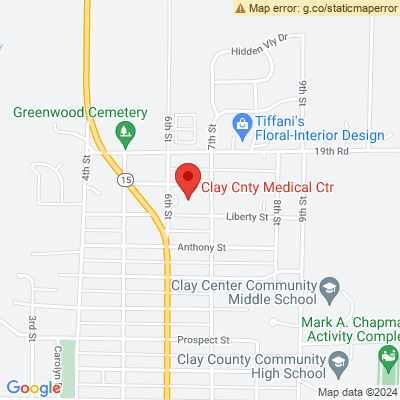 Map error: g.co/staticmaperror
Hidden Vly Dr
9th St
Greenwood Cemetery
6th St
7th St
Tiffani's
Floral-Interior Design
19th Rd
4th St
15
Clay Cnty Medical Ctr
6th St
8th St
9th St
Liberty St
Anthony St
Clay Center Community
Middle School
3rd St
Mark A. Chapma
Activity Comple
Prospect St
Carolyn
Clay County Community
High School
Google
Map data ©2024